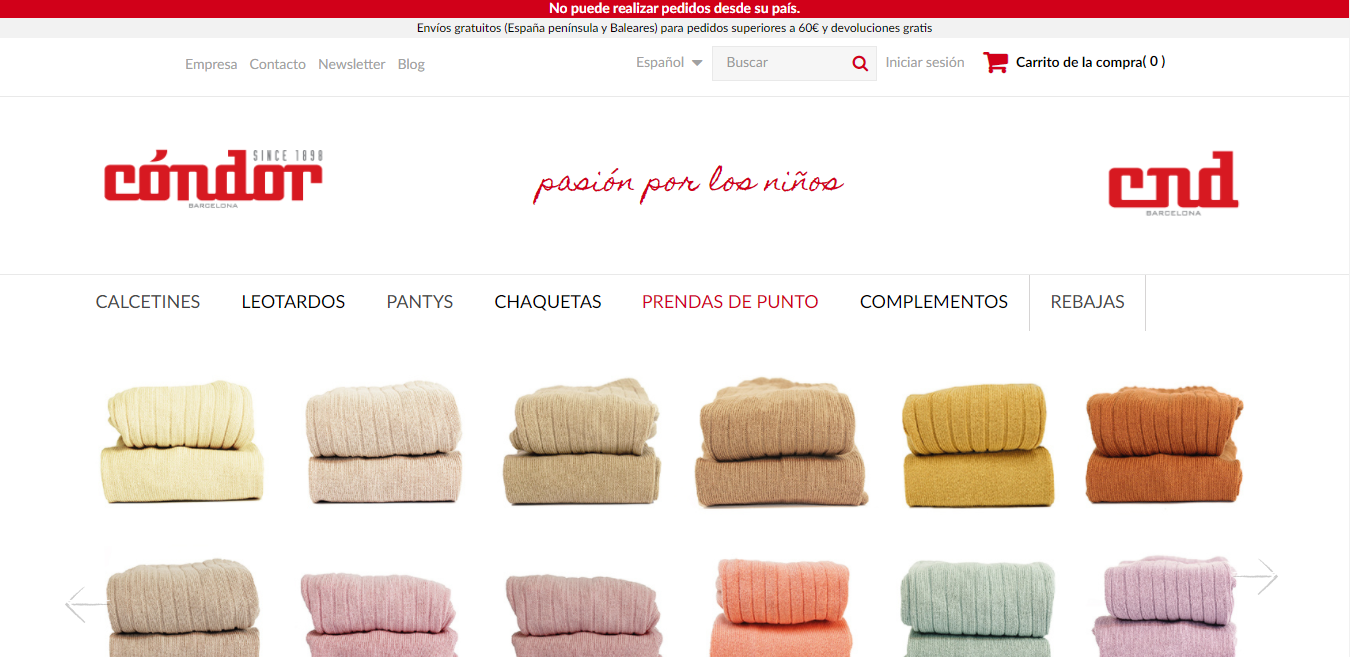 No puede realizar pedidos desde su país.
Envíos gratuitos (España península y Baleares) para pedidos superiores a 60€ y devoluciones gratis
Empresa Contacto Newsletter Blog Español Buscar Iniciar sesión Carrito de la compra( 0 )
SINCE 1898
cóndor
BARCELONA
pasión por los niños
cnd
BARCELONA
CALCETINES LEOTARDOS PANTYS CHAQUETAS PRENDAS DE PUNTO COMPLEMENTOS REBAJAS